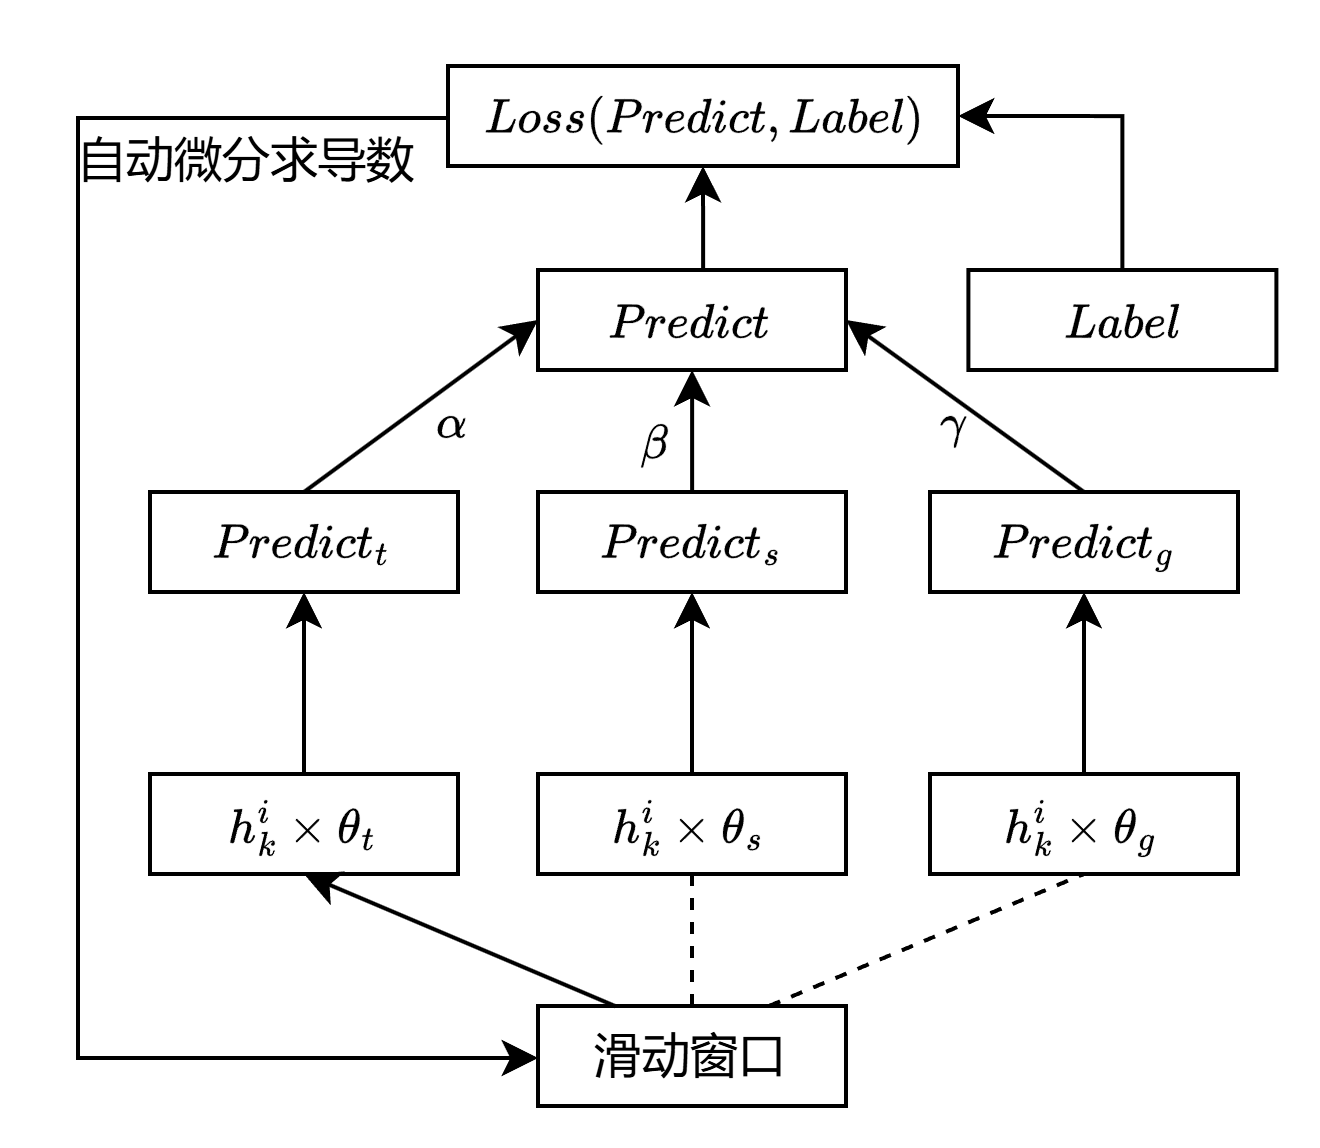 Loss(Predict, Label)
自动微分求导数
Predict
Label
α
β
γ
Predict_t
Predict_s
Predict_g
h_k^i × θ_t
h_k^i × θ_s
h_k^i × θ_g
滑动窗口